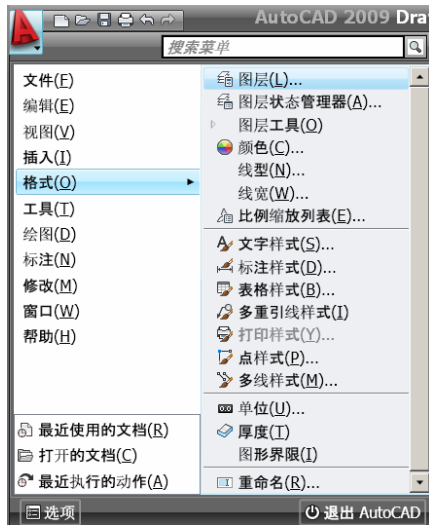 AutoCAD 2009 Dra
搜索菜单
文件(F)
编辑(E)
视图(V)
插入(I)
格式(O)
工具(T)
绘图(D)
标注(N)
修改(M)
窗口(W)
帮助(H)
最近使用的文档(R)
打开的文档(C)
最近执行的动作(A)
图层(L)...
图层状态管理器(A)...
图层工具(O)
颜色(C)...
线型(N)...
线宽(W)...
比例缩放列表(E)...
文字样式(S)...
标注样式(D)...
表格样式(B)...
多重引线样式(I)
打印样式(Y)...
点样式(P)...
多线样式(M)...
单位(U)...
厚度(T)
图形界限(I)
重命名(R)...
选项
退出 AutoCAD